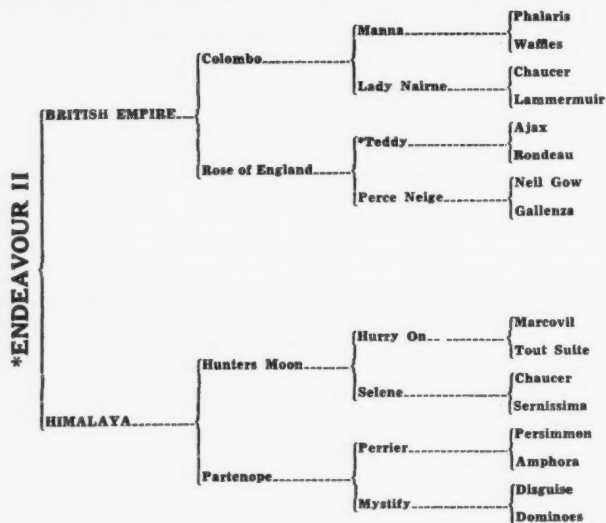 *ENDEAVOUR II
BRITISH EMPIRE
Colombo
Manna
Phalaris
Waffles
Lady Nairne
Chaucer
Lammermuir
Rose of England
*Teddy
Ajax
Rondeau
Perce Neige
Neil Gow
Gallenza
HIMALAYA
Hunters Moon
Hurry On
Marcovil
Tout Suite
Selene
Chaucer
Sernissima
Partenope
Perrier
Persimmon
Amphora
Mystify
Disguise
Dominoes